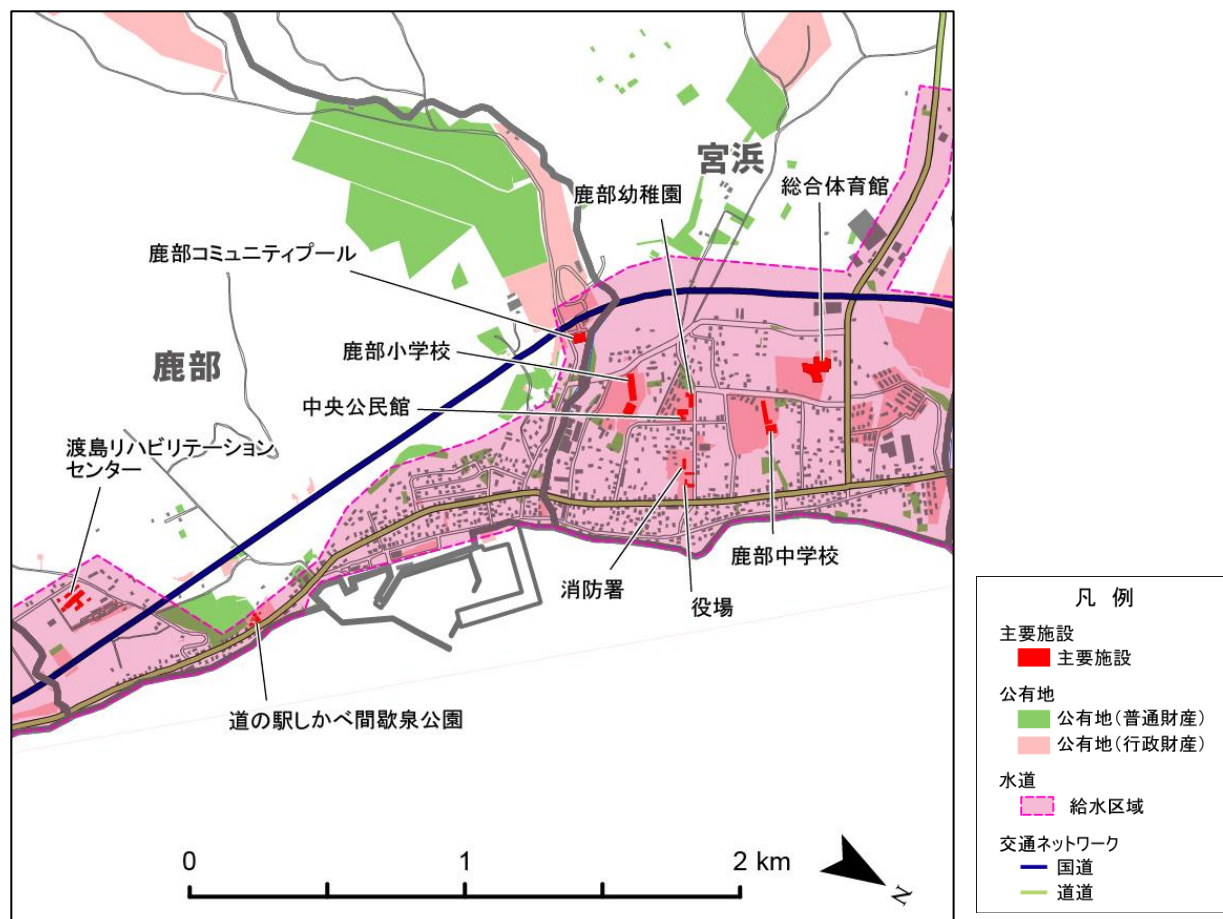 宮浜
鹿部幼稚園
総合体育館
鹿部コミュニティプール
鹿部小学校
鹿部
中央公民館
渡島リハビリテーション
センター
消防署
役場
鹿部中学校
道の駅しかべ間歇泉公園
0 1 2 km
N
凡 例
主要施設
主要施設
公有地
公有地(普通財産)
公有地(行政財産)
水道
給水区域
交通ネットワーク
国道
道道